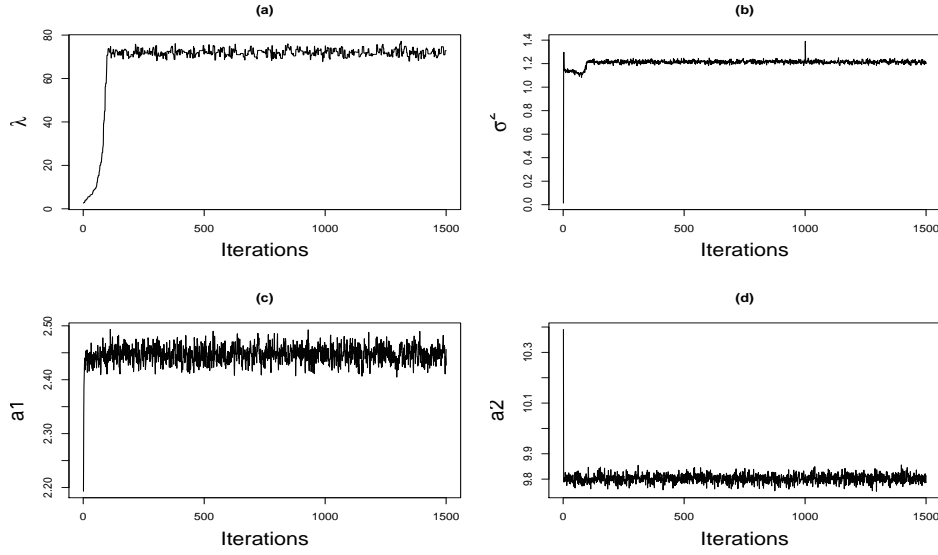 (a)
λ
0 20 40 60 80
0 500 1000 1500
Iterations
(b)
σ²
0.0 0.2 0.4 0.6 0.8 1.0 1.2 1.4
0 500 1000 1500
Iterations
(c)
a1
2.20 2.30 2.40 2.50
0 500 1000 1500
Iterations
(d)
a2
9.8 9.9 10.1 10.3
0 500 1000 1500
Iterations